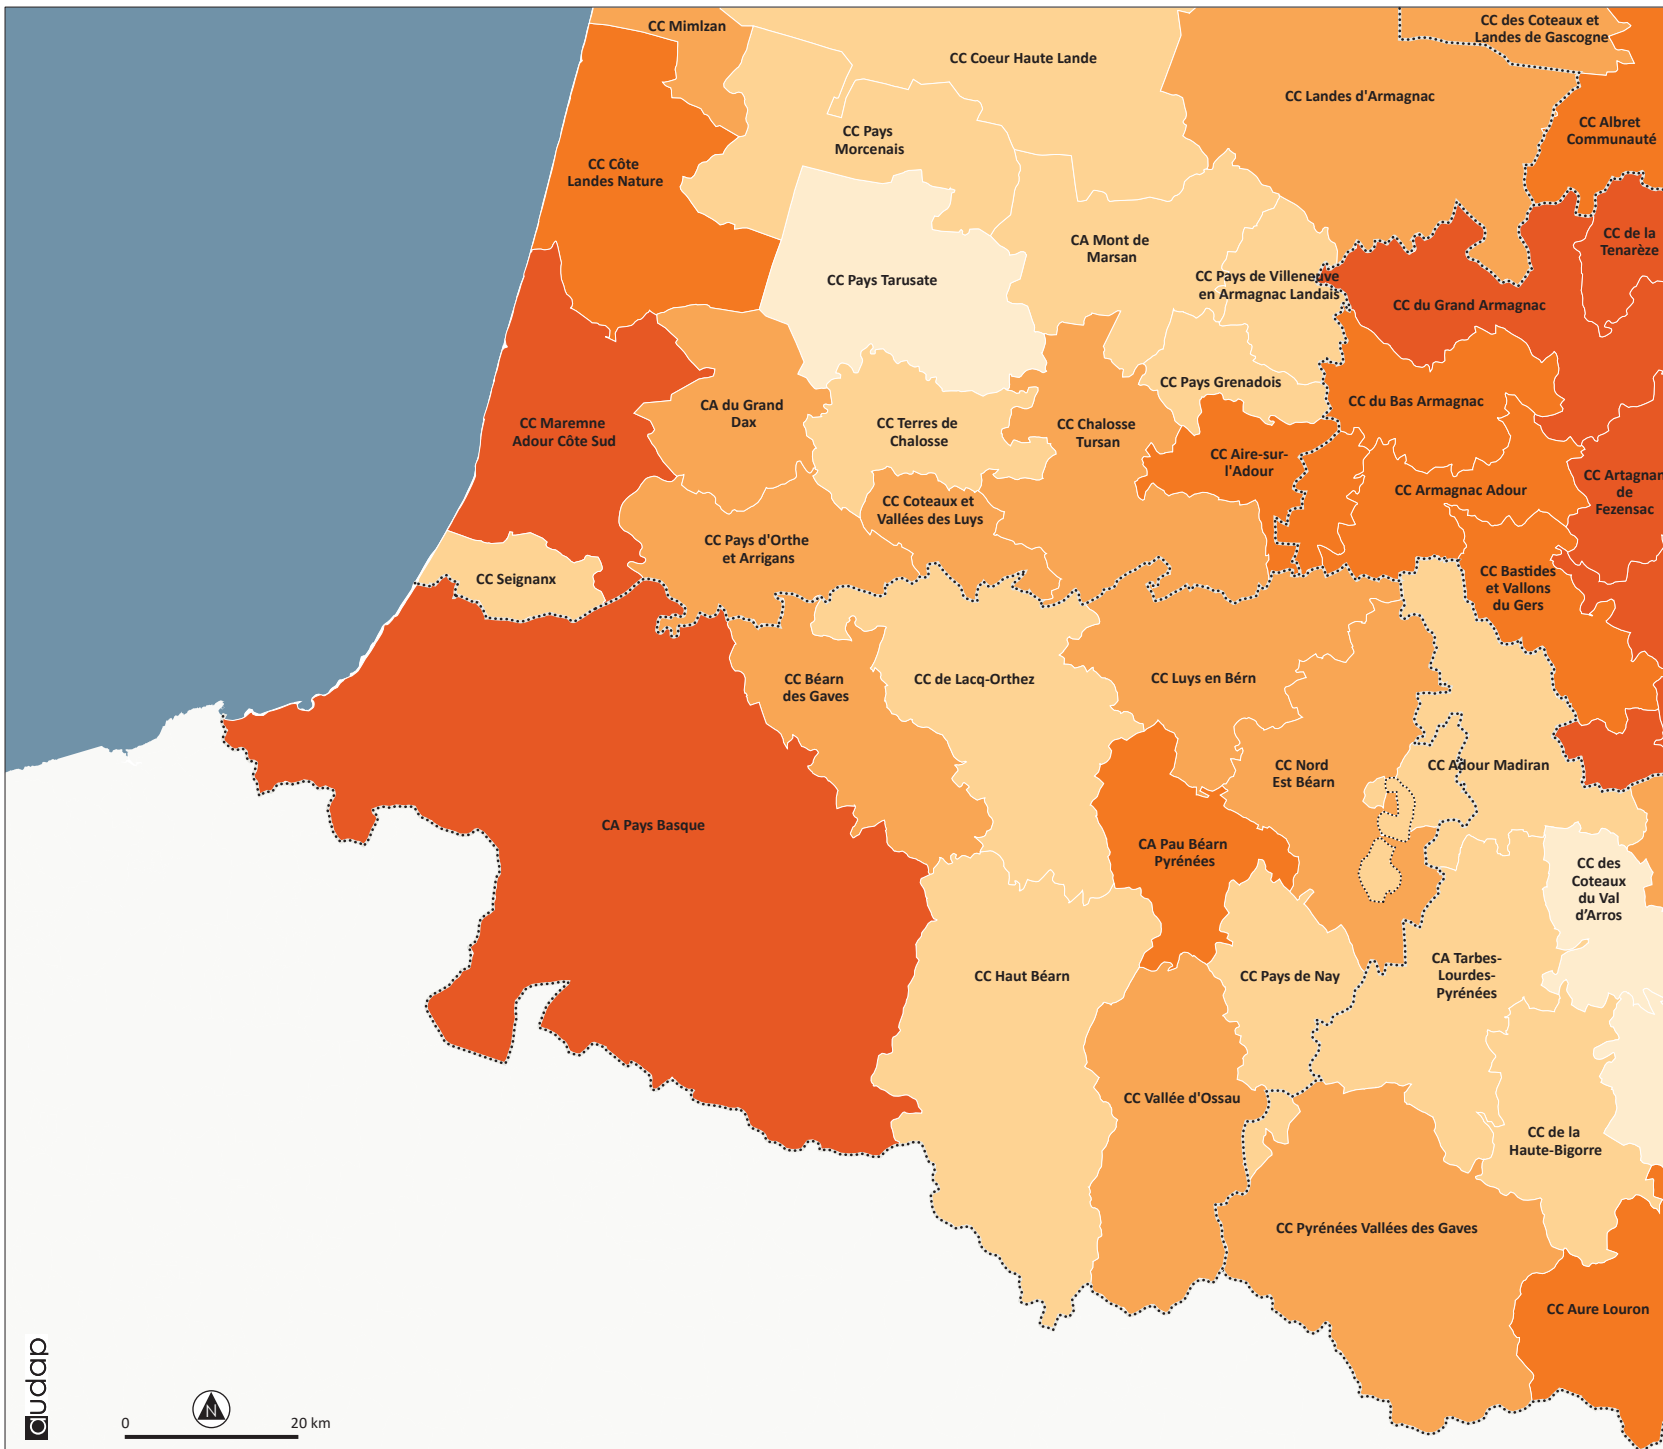 CC Mimlzan
CC Coeur Haute Lande
CC des Coteaux et
Landes de Gascogne
CC Landes d'Armagnac
CC Albret
Communauté
CC Pays
Morcenais
CC Côte
Landes Nature
CC de la
Tenarèze
CA Mont de
Marsan
CC Pays Tarusate
CC Pays de Villeneuve
en Armagnac Landais
CC du Grand Armagnac
CC Pays Grenadois
CC du Bas Armagnac
CA du Grand
Dax
CC Maremne
Adour Côte Sud
CC Terres de
Chalosse
CC Chalosse
Tursan
CC Aire-sur-
l'Adour
CC Armagnac Adour
CC Artagnan
de
Fezensac
CC Coteaux et
Vallées des Luys
CC Pays d'Orthe
et Arrigans
CC Seignanx
CC Bastides
et Vallons
du Gers
CC Béarn
des Gaves
CC de Lacq-Orthez
CC Luys en Bérn
CC Nord
Est Béarn
CC Adour Madiran
CA Pays Basque
CA Pau Béarn
Pyrénées
CC des
Coteaux
du Val
d'Arros
CC Haut Béarn
CC Pays de Nay
CA Tarbes-
Lourdes-
Pyrénées
CC Vallée d'Ossau
CC de la
Haute-Bigorre
CC Pyrénées Vallées des Gaves
CC Aure Louron
audap
N
0 20 km